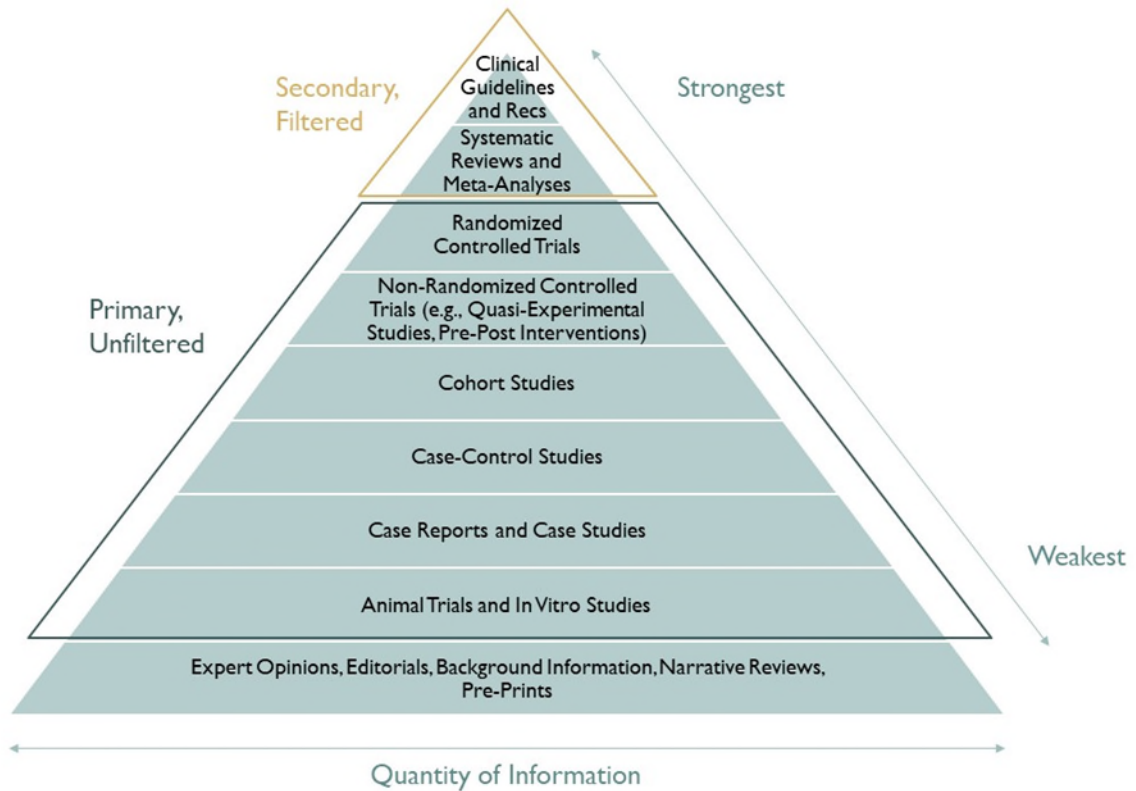 Clinical
Guidelines
and Recs
Secondary,
Filtered
Strongest
Systematic
Reviews and
Meta-Analyses
Randomized
Controlled Trials
Non-Randomized Controlled
Trials (e.g., Quasi-Experimental
Studies, Pre-Post Interventions)
Primary,
Unfiltered
Cohort Studies
Case-Control Studies
Case Reports and Case Studies
Weakest
Animal Trials and In Vitro Studies
Expert Opinions, Editorials, Background Information, Narrative Reviews,
Pre-Prints
Quantity of Information